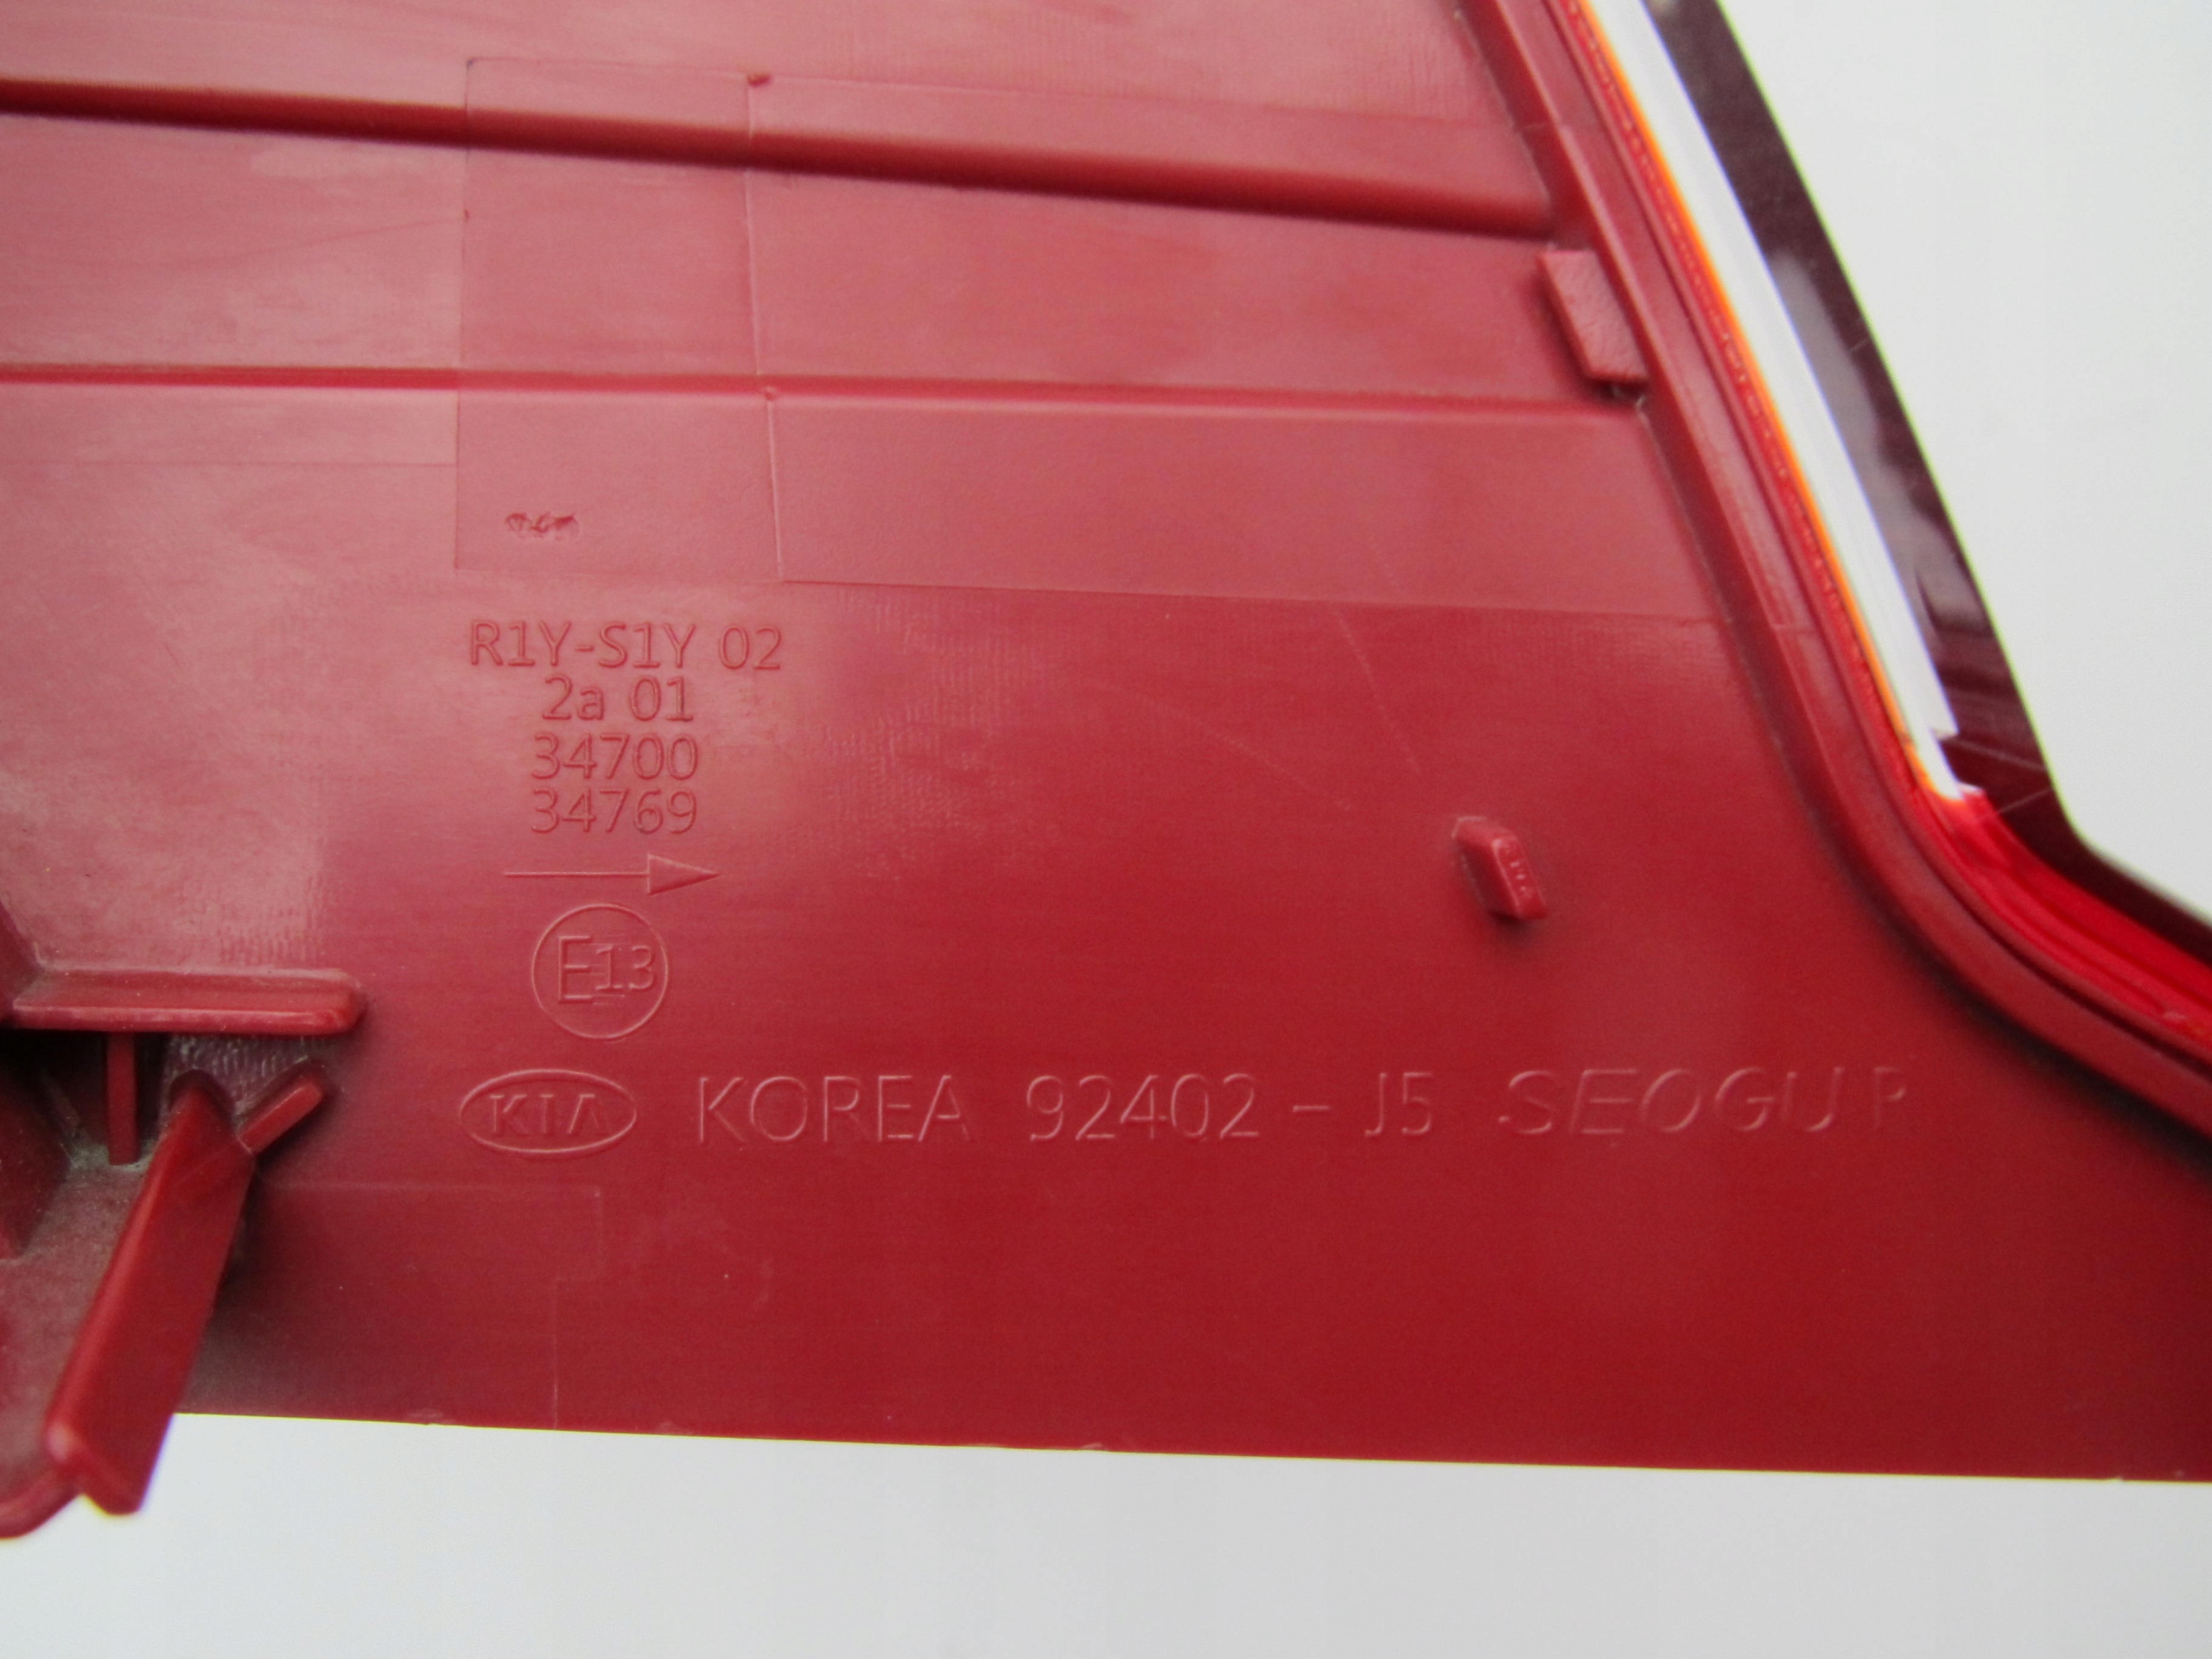 R1Y-S1Y 02
2a 01
34700
34769
E13
KIA KOREA 92402-J5 SEOGU P